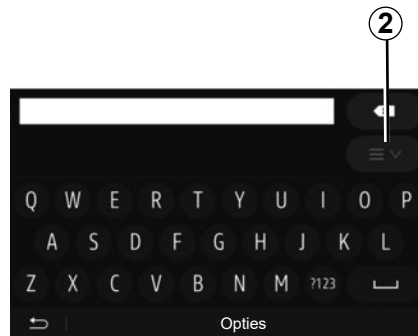 2
Q W E R T Y U I O P
A S D F G H J K L
Z X C V B N M ?123
Opties